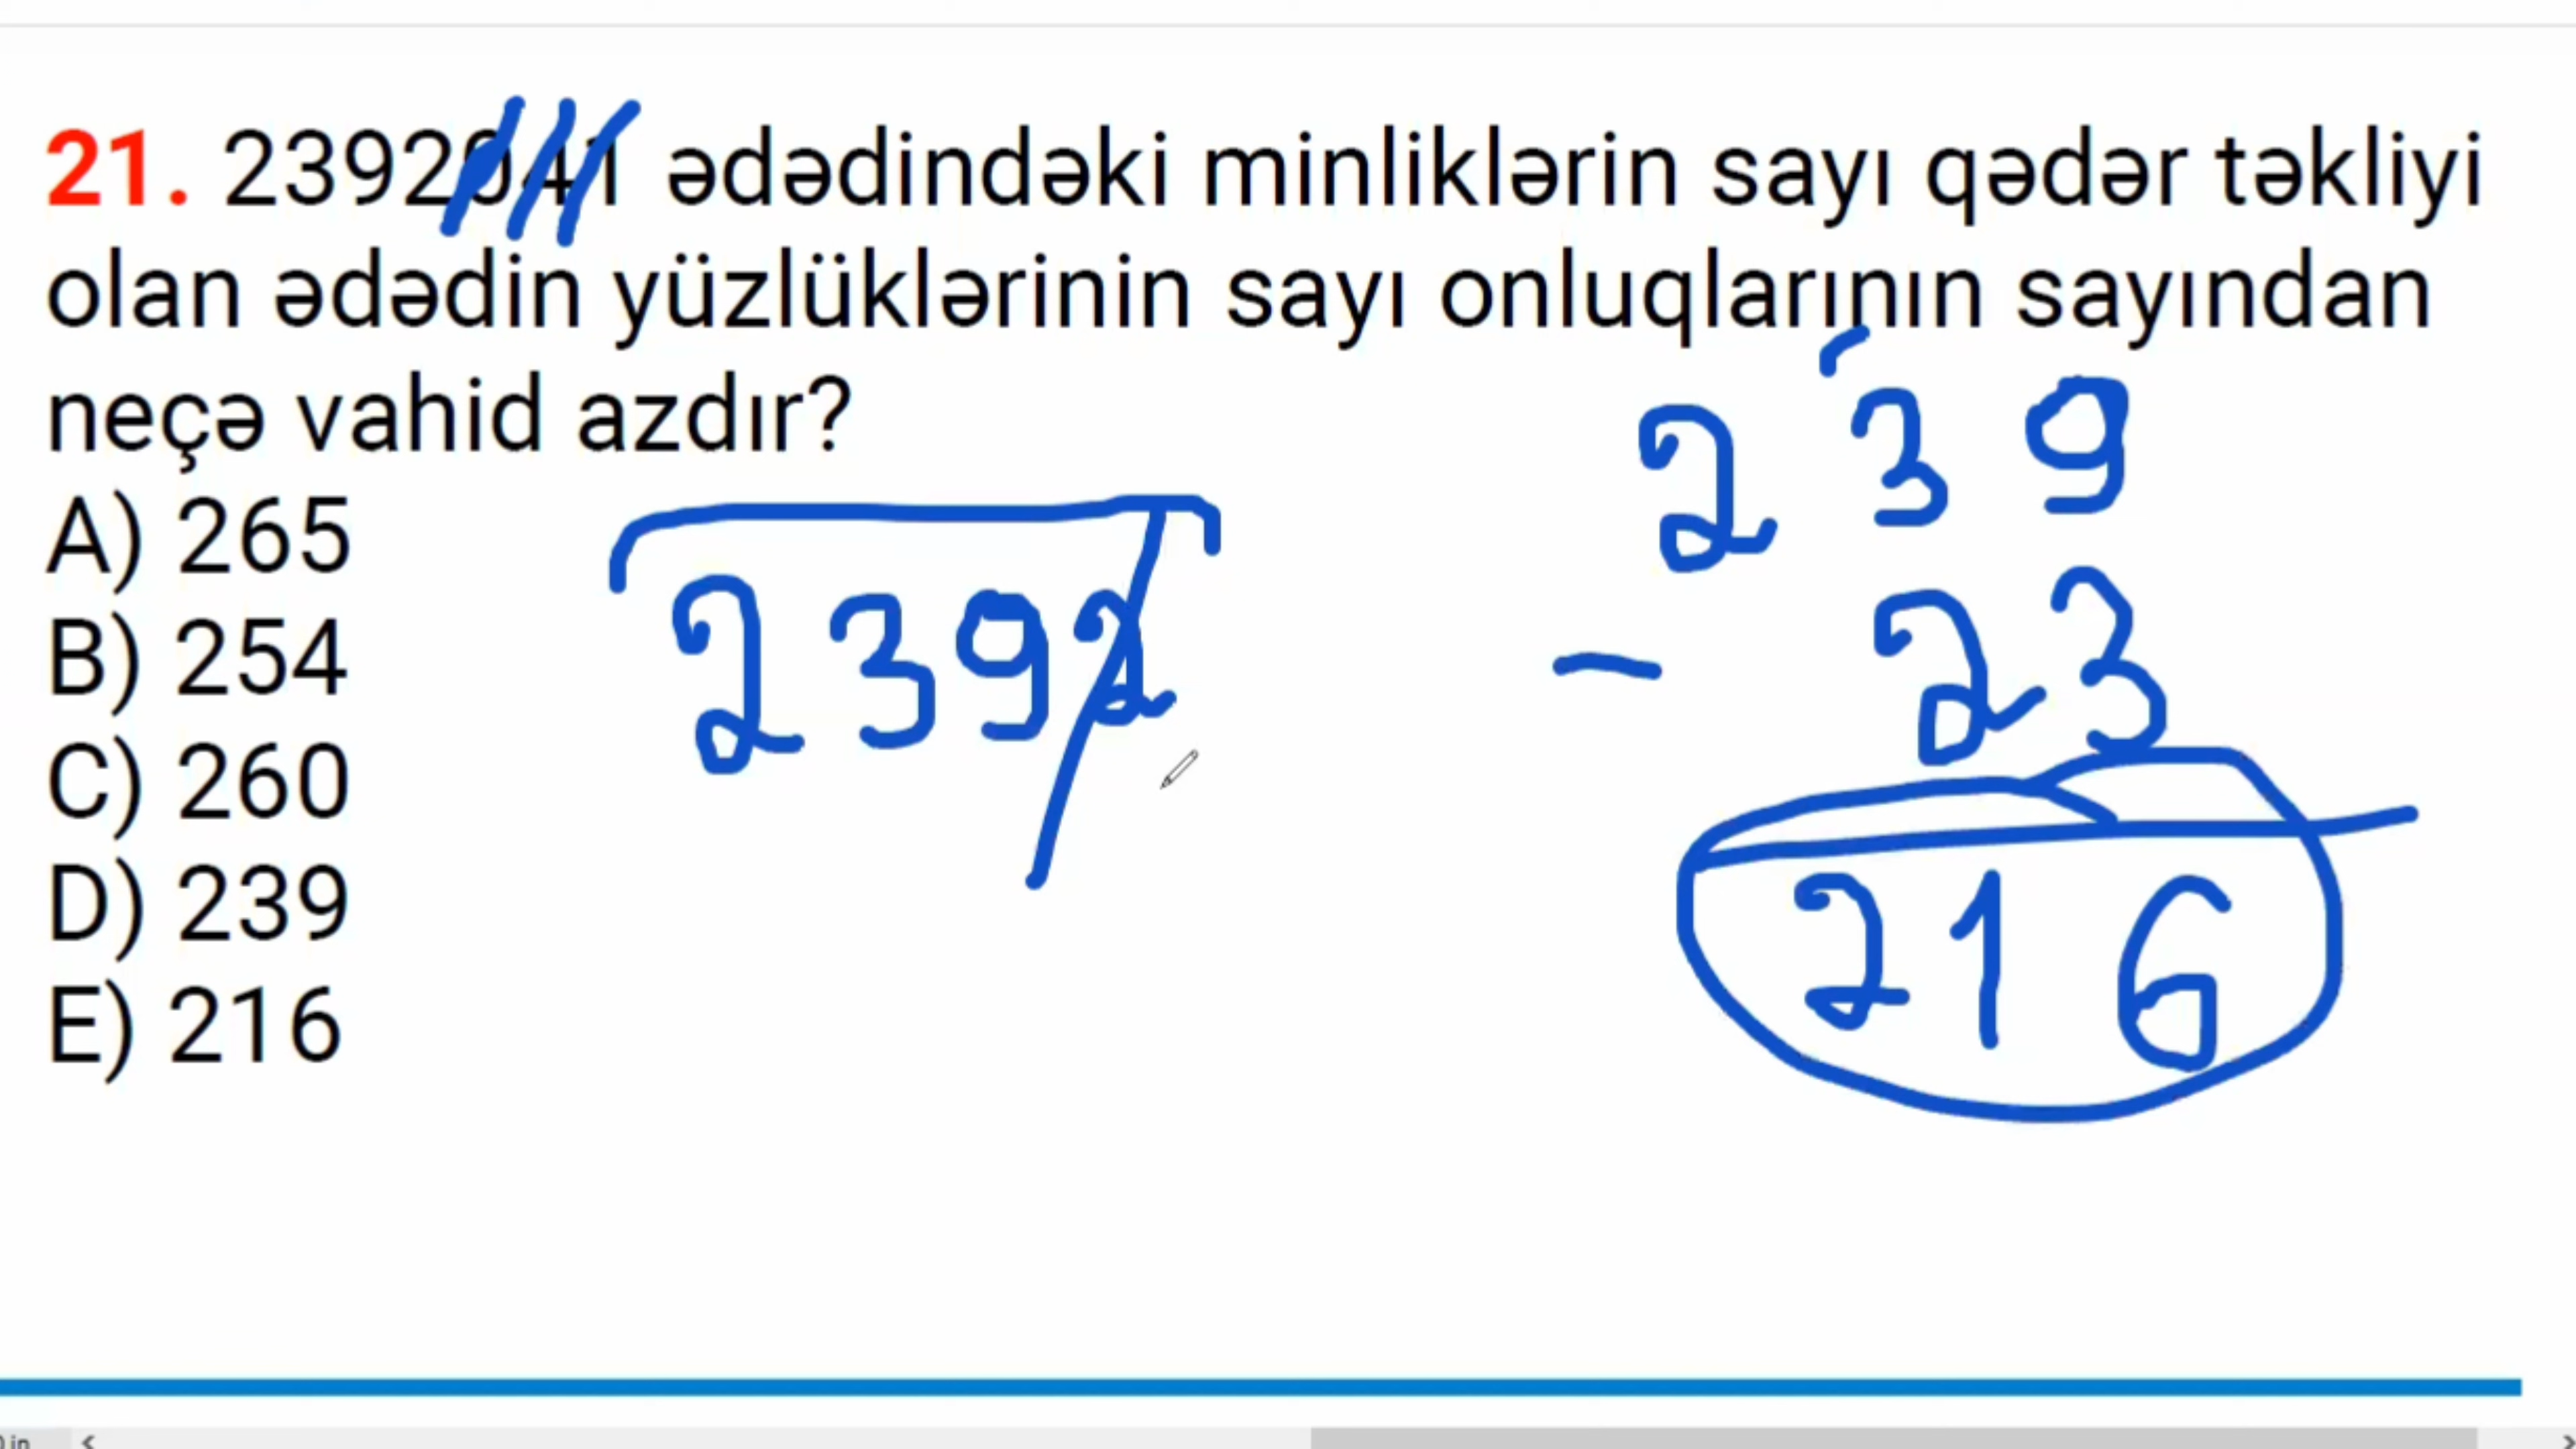 21. 2392041 ədədindəki minliklərin sayı qədər təkliyi
olan ədədin yüzlüklərinin sayı onluqlarının sayından
neçə vahid azdır?
A) 265
B) 254
C) 260
D) 239
E) 216
2392
239
- 23
216